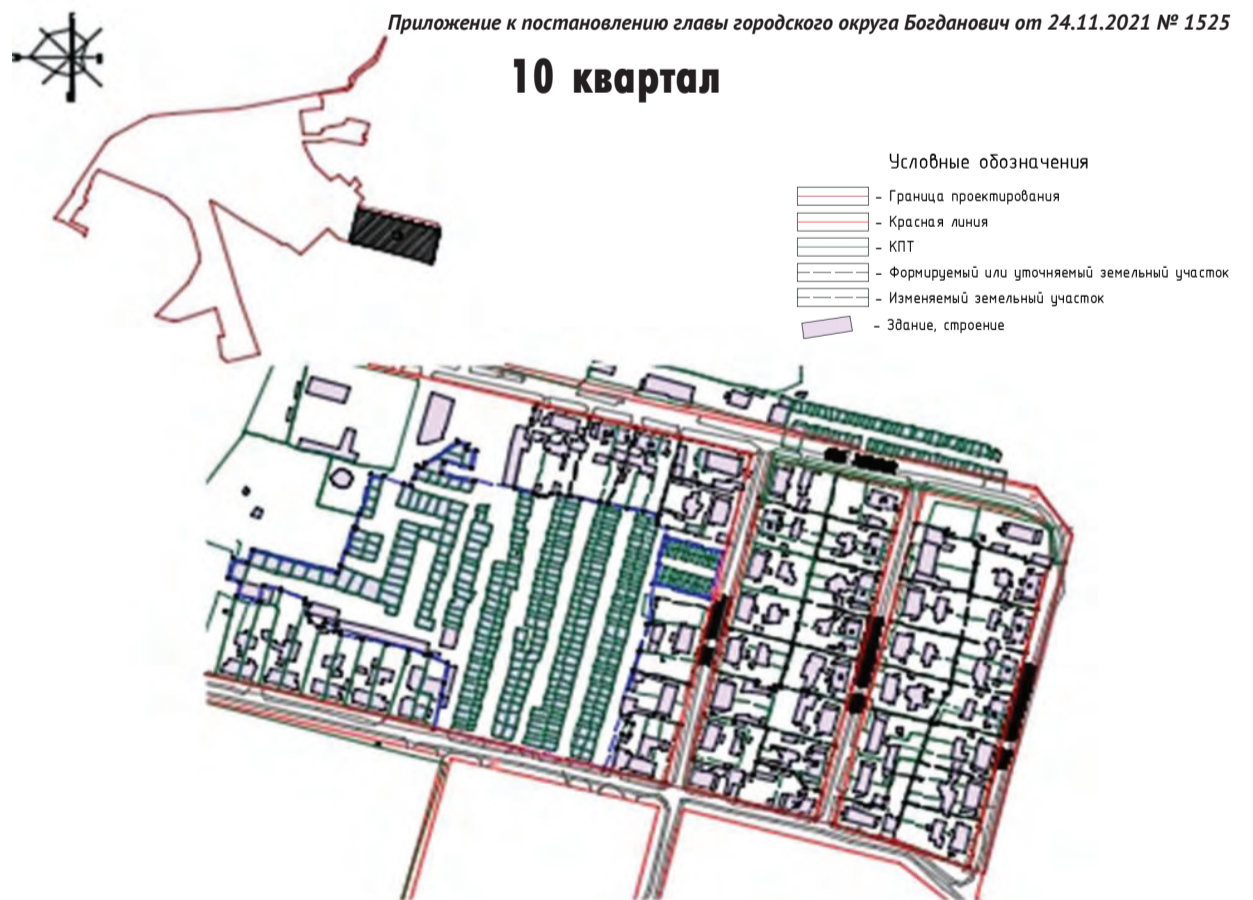 Приложение к постановлению главы городского округа Богданович от 24.11.2021 № 1525
10 квартал
Условные обозначения
- Граница проектирования
- Красная линия
- КПТ
- Формируемый или уточняемый земельный участок
- Изменяемый земельный участок
- Здание, строение